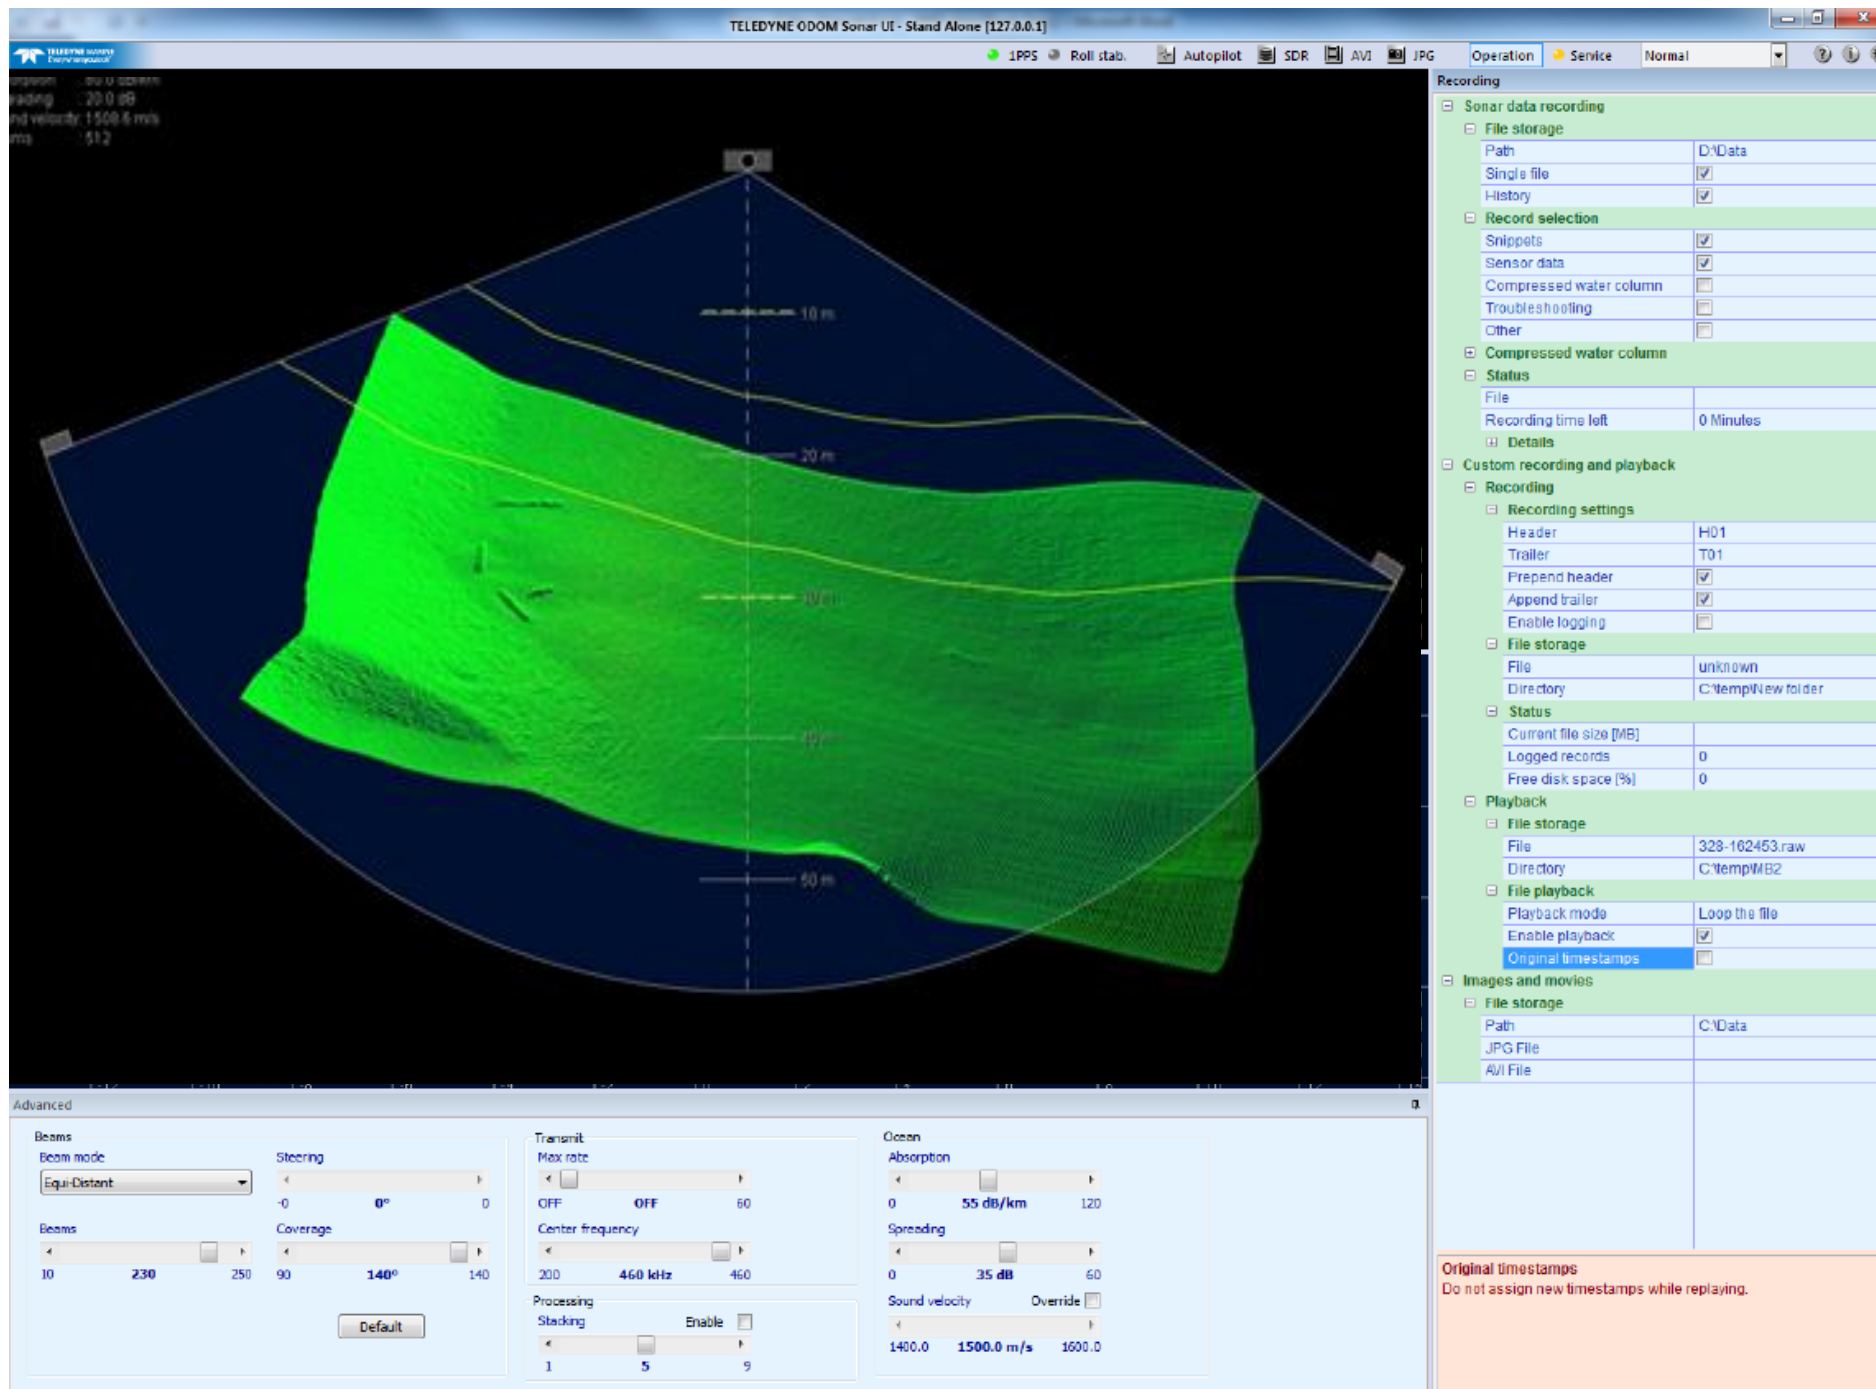 TELEDYNE ODOM Sonar UI - Stand Alone [127.0.0.1]
TELEDYNE MARINE
1PPS Roll stab. Autopilot SDR AVI JPG Operation Service Normal
20.0 dB
velocity: 1508.6 m/s
512
10 m
20 m
50 m
Recording
Sonar data recording
File storage
Path D:\Data
Single file
History
Record selection
Snippets
Sensor data
Compressed water column
Troubleshooting
Other
Compressed water column
Status
File
Recording time left 0 Minutes
Details
Custom recording and playback
Recording
Recording settings
Header H01
Trailer T01
Prepend header
Append trailer
Enable logging
File storage
File unknown
Directory C:\temp\New folder
Status
Current file size [MB]
Logged records 0
Free disk space [%] 0
Playback
File storage
File 328-162453.raw
Directory C:\temp\MB2
File playback
Playback mode Loop the file
Enable playback
Original timestamps
Images and movies
File storage
Path C:\Data
JPG File
AVI File
Original timestamps
Do not assign new timestamps while replaying.
Advanced
Beams
Beam mode
Equi-Distant
Steering
-0 0° 0
Beams
10 230 250
Coverage
90 140° 140
Default
Transmit
Max rate
OFF OFF 60
Center frequency
200 460 kHz 460
Processing
Stacking Enable
1 5 9
Ocean
Absorption
0 55 dB/km 120
Spreading
0 35 dB 60
Sound velocity Override
1400.0 1500.0 m/s 1600.0